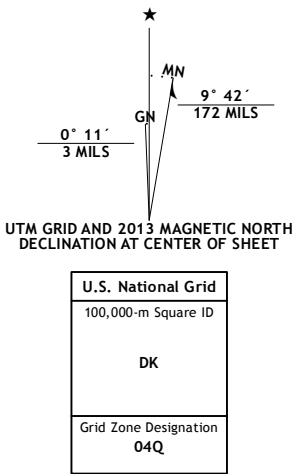 ★
MN
GN
9° 42´
172 MILS
0° 11´
3 MILS
UTM GRID AND 2013 MAGNETIC NORTH
DECLINATION AT CENTER OF SHEET
U.S. National Grid
100,000-m Square ID
DK
Grid Zone Designation
04Q